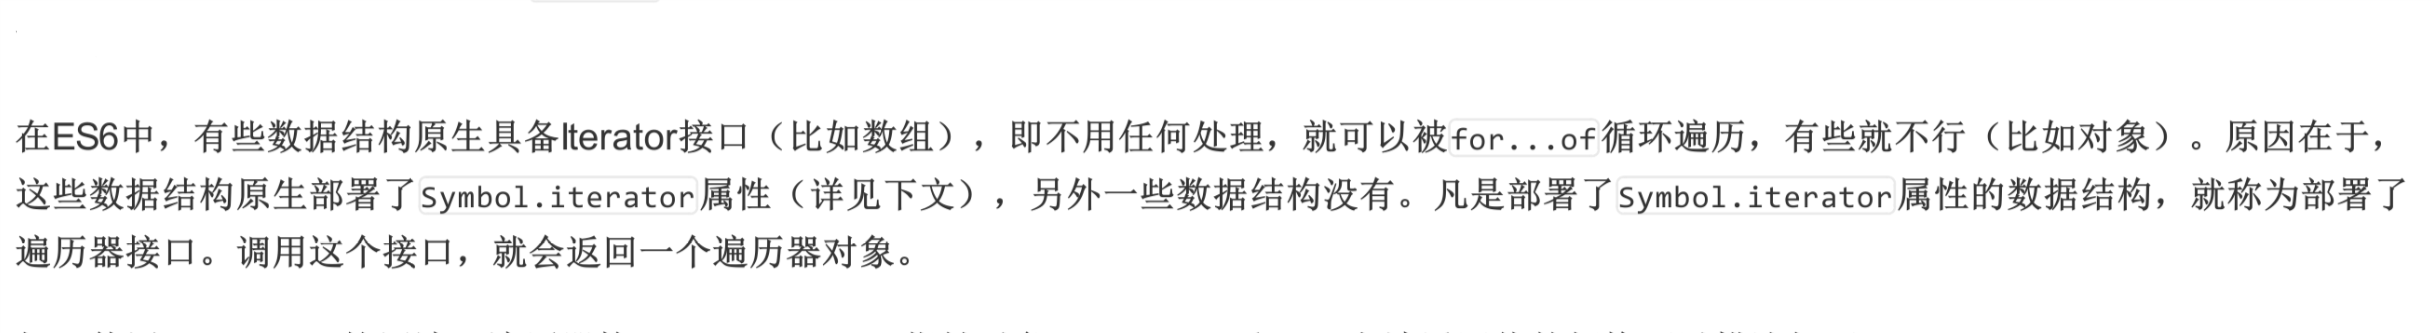 在ES6中，有些数据结构原生具备Iterator接口（比如数组），即不用任何处理，就可以被for...of循环遍历，有些就不行（比如对象）。原因在于，
这些数据结构原生部署了Symbol.iterator属性（详见下文），另外一些数据结构没有。凡是部署了Symbol.iterator属性的数据结构，就称为部署了
遍历器接口。调用这个接口，就会返回一个遍历器对象。